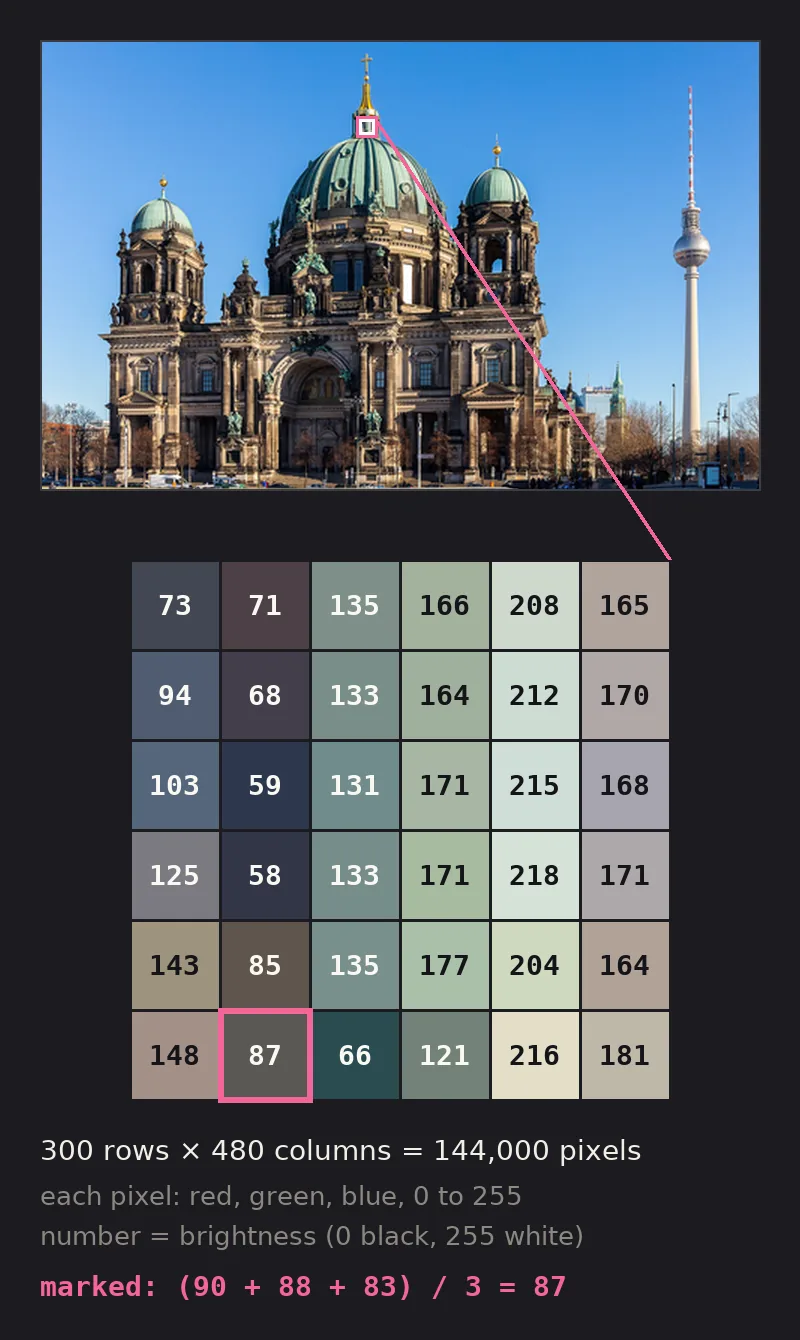 73 71 135 166 208 165
94 68 133 164 212 170
103 59 131 171 215 168
125 58 133 171 218 171
143 85 135 177 204 164
148 87 66 121 216 181
300 rows × 480 columns = 144,000 pixels
each pixel: red, green, blue, 0 to 255
number = brightness (0 black, 255 white)
marked: (90 + 88 + 83) / 3 = 87